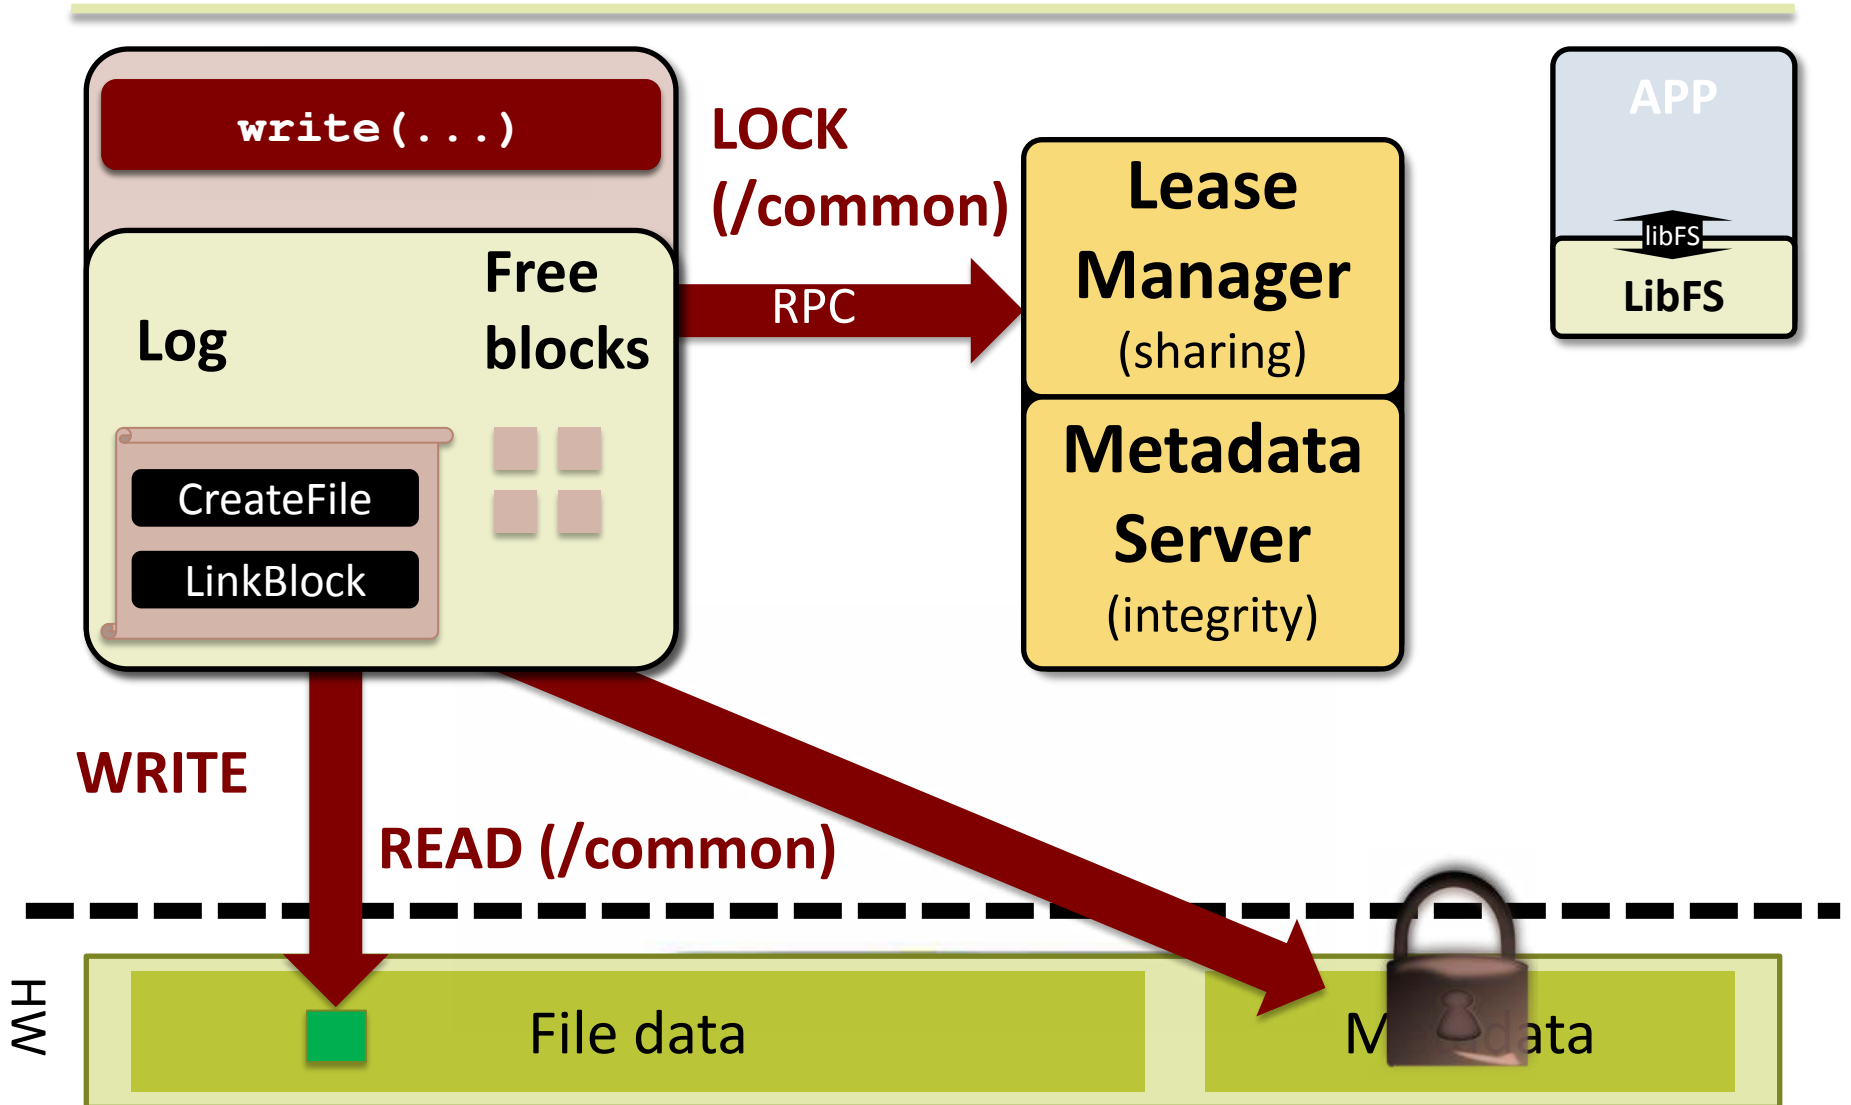 write(...)
LOCK
(/common)
Free
blocks
Log
CreateFile
LinkBlock
RPC
Lease
Manager
(sharing)
Metadata
Server
(integrity)
APP
libFS
LibFS
WRITE
READ (/common)
HW
File data
Metadata